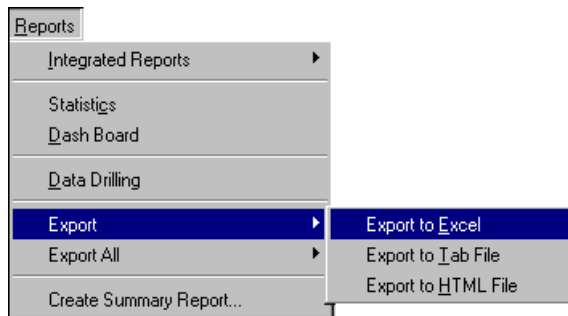 Reports
Integrated Reports
Statistics
Dash Board
Data Drilling
Export
Export to Excel
Export All
Export to Tab File
Export to HTML File
Create Summary Report...